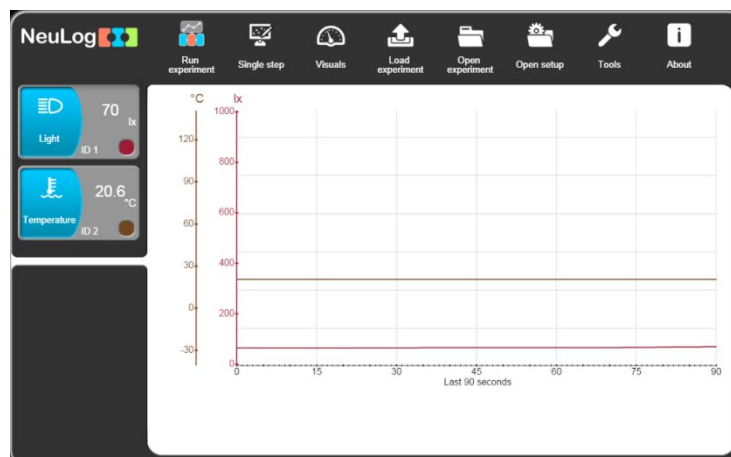 NeuLog
Run experiment
Single step
Visuals
Load experiment
Open experiment
Open setup
Tools
About
70 lx
Light
ID 1
20.6 °C
Temperature
ID 2
°C
lx
120
90
60
30
0
-30
1000
800
600
400
200
0
0 15 30 45 60 75 90
Last 90 seconds